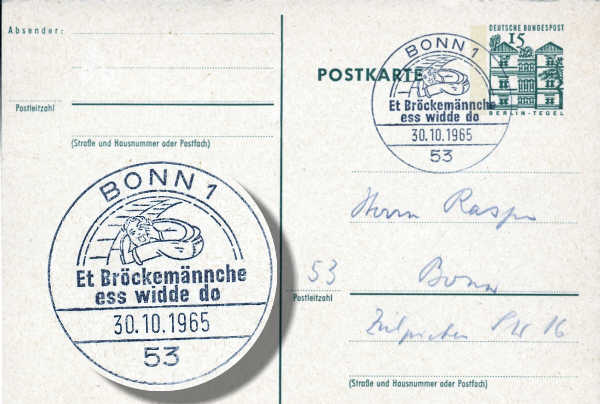 Absender:
Postleitzahl
(Straße und Hausnummer oder Postfach)
BONN 1
Et Bröckemännche
ess widde do
30.10.1965
53
DEUTSCHE BUNDESPOST
15
BERLIN-TEGEL
POSTKARTE
BONN 1
Et Bröckemännche
ess widde do
30.10.1965
53
Herrn
53 Bonn
Postleitzahl
16
(Straße und Hausnummer oder Postfach)